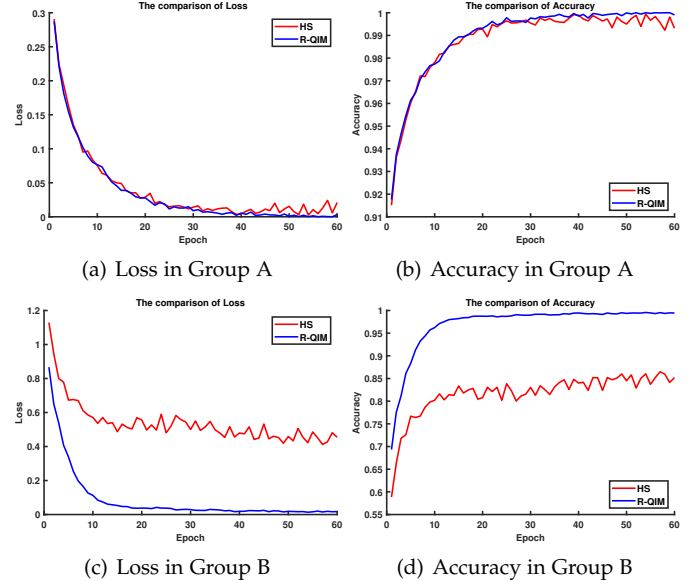 The comparison of Loss
HS
R-QIM
Loss
0.3
0.25
0.2
0.15
0.1
0.05
0
0 10 20 30 40 50 60
Epoch
(a) Loss in Group A
The comparison of Accuracy
HS
R-QIM
Accuracy
1
0.99
0.98
0.97
0.96
0.95
0.94
0.93
0.92
0.91
0 10 20 30 40 50 60
Epoch
(b) Accuracy in Group A
The comparison of Loss
HS
R-QIM
Loss
1.2
1
0.8
0.6
0.4
0.2
0
0 10 20 30 40 50 60
Epoch
(c) Loss in Group B
The comparison of Accuracy
HS
R-QIM
Accuracy
1
0.95
0.9
0.85
0.8
0.75
0.7
0.65
0.6
0.55
0 10 20 30 40 50 60
Epoch
(d) Accuracy in Group B